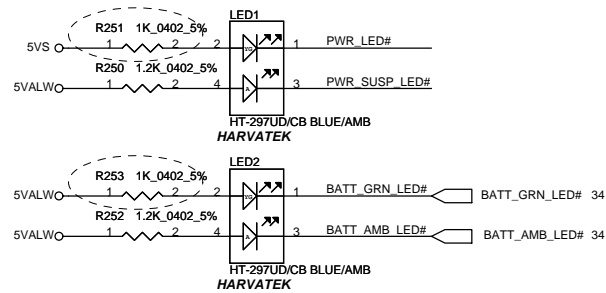 LED1
R251 1K_0402_5%
5VS 1 2 2 YG 1 PWR_LED#
R250 1.2K_0402_5%
5VALW 1 2 4 A 3 PWR_SUSP_LED#
HT-297UD/CB BLUE/AMB
HARVATEK
LED2
R253 1K_0402_5%
5VALW 1 2 2 YG 1 BATT_GRN_LED# BATT_GRN_LED# 34
R252 1.2K_0402_5%
5VALW 1 2 4 A 3 BATT_AMB_LED# BATT_AMB_LED# 34
HT-297UD/CB BLUE/AMB
HARVATEK